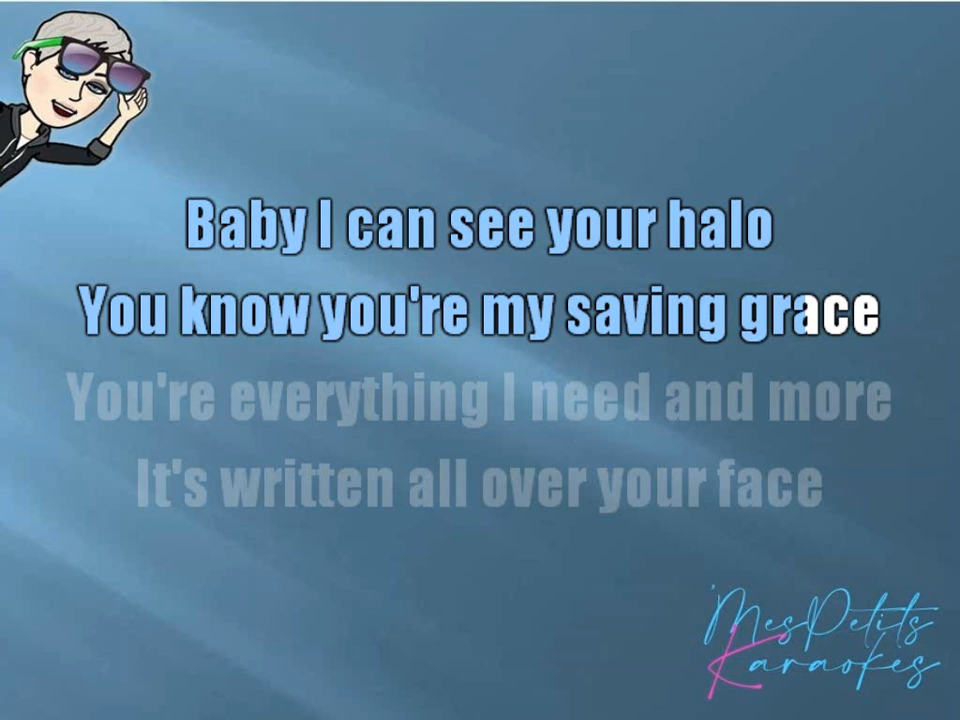 Baby I can see your halo
You know you're my saving grace
You're everything I need and more
It's written all over your face
MesPetits
Karaokes